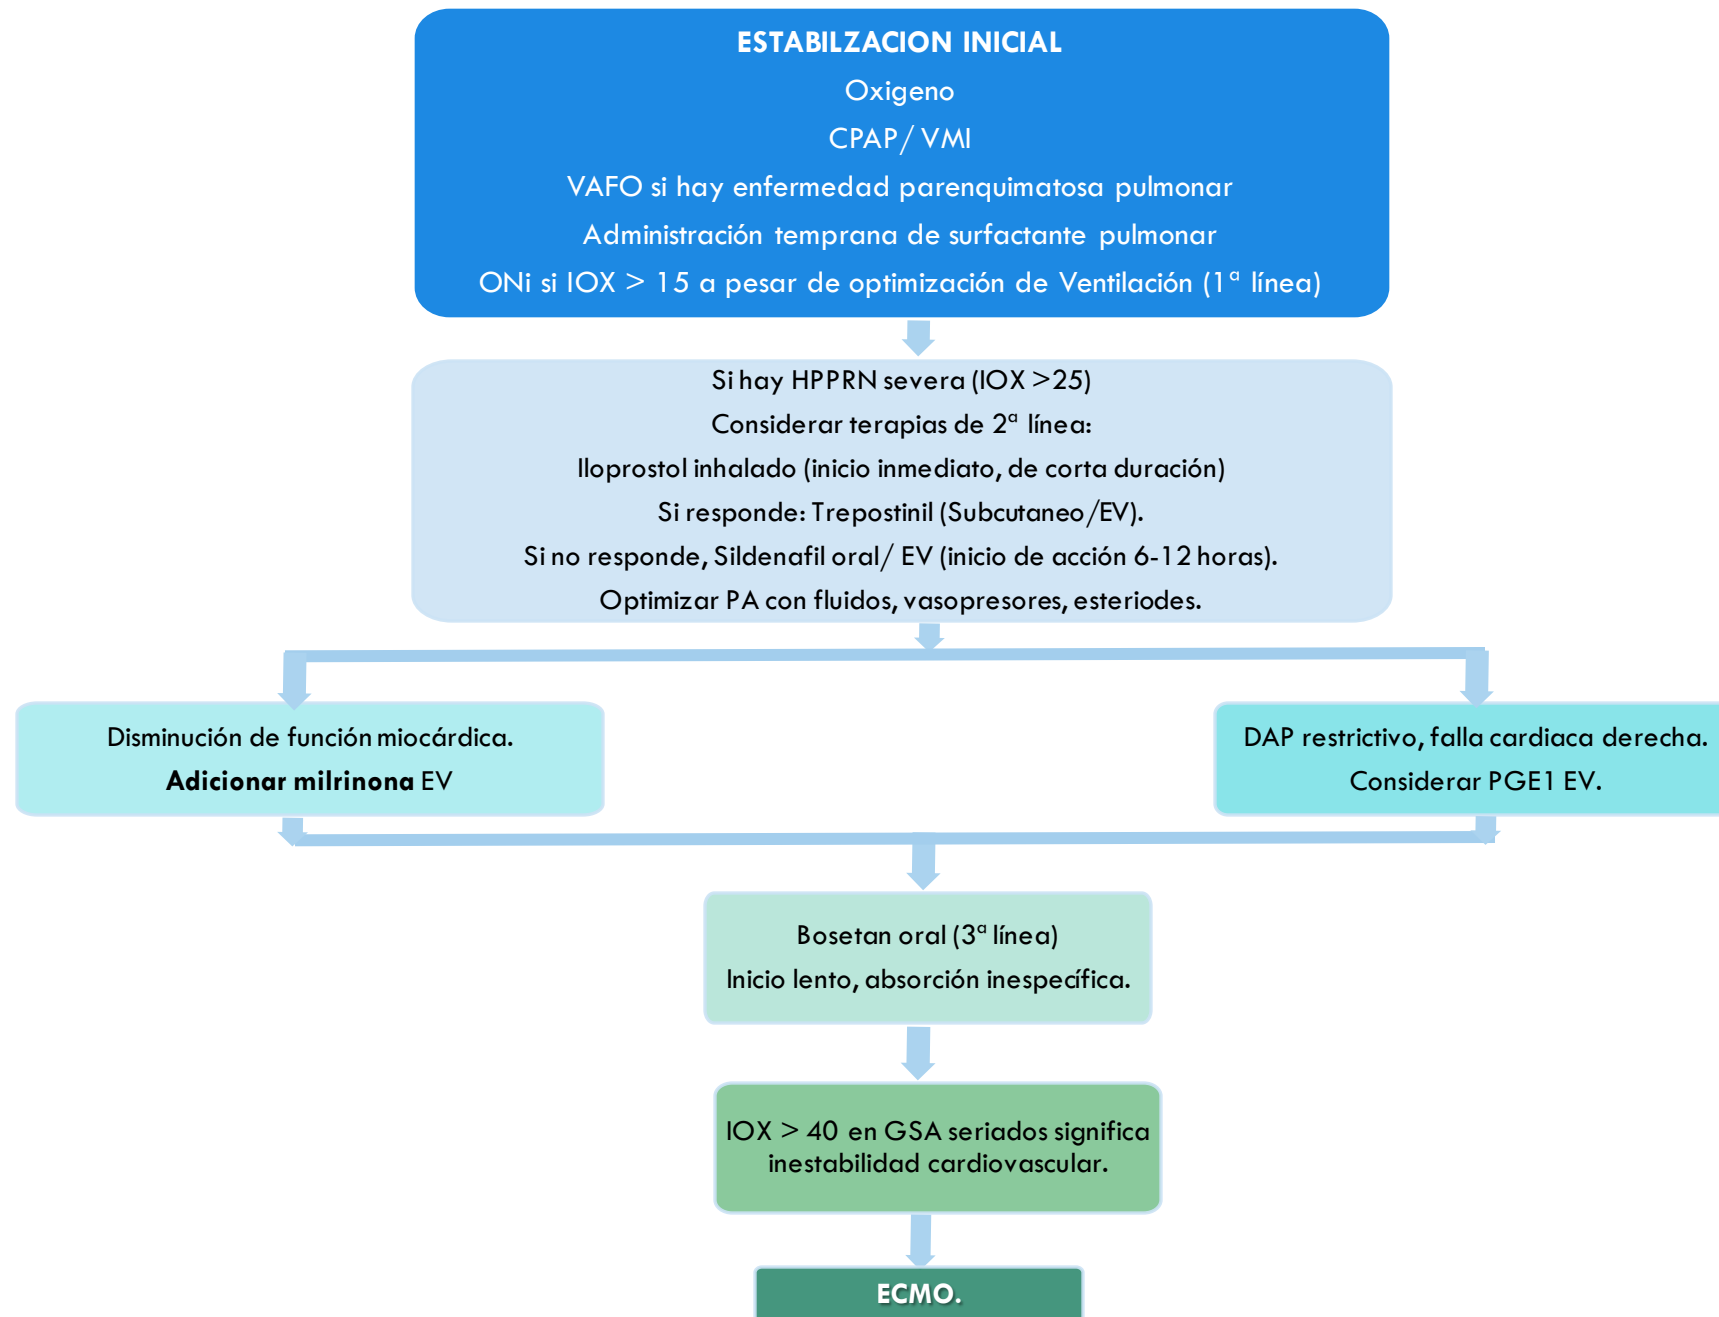 ESTABILZACION INICIAL
Oxigeno
CPAP/ VMI
VAFO si hay enfermedad parenquimatosa pulmonar
Administración temprana de surfactante pulmonar
ONi si IOX > 15 a pesar de optimización de Ventilación (1ª línea)
Si hay HPPRN severa (IOX >25)
Considerar terapias de 2ª línea:
Iloprostol inhalado (inicio inmediato, de corta duración)
Si responde: Trepostinil (Subcutaneo/EV).
Si no responde, Sildenafil oral/ EV (inicio de acción 6-12 horas).
Optimizar PA con fluidos, vasopresores, esteriodes.
Disminución de función miocárdica.
Adicionar milrinona EV
DAP restrictivo, falla cardiaca derecha.
Considerar PGE1 EV.
Bosetan oral (3ª línea)
Inicio lento, absorción inespecífica.
IOX > 40 en GSA seriados significa
inestabilidad cardiovascular.
ECMO.